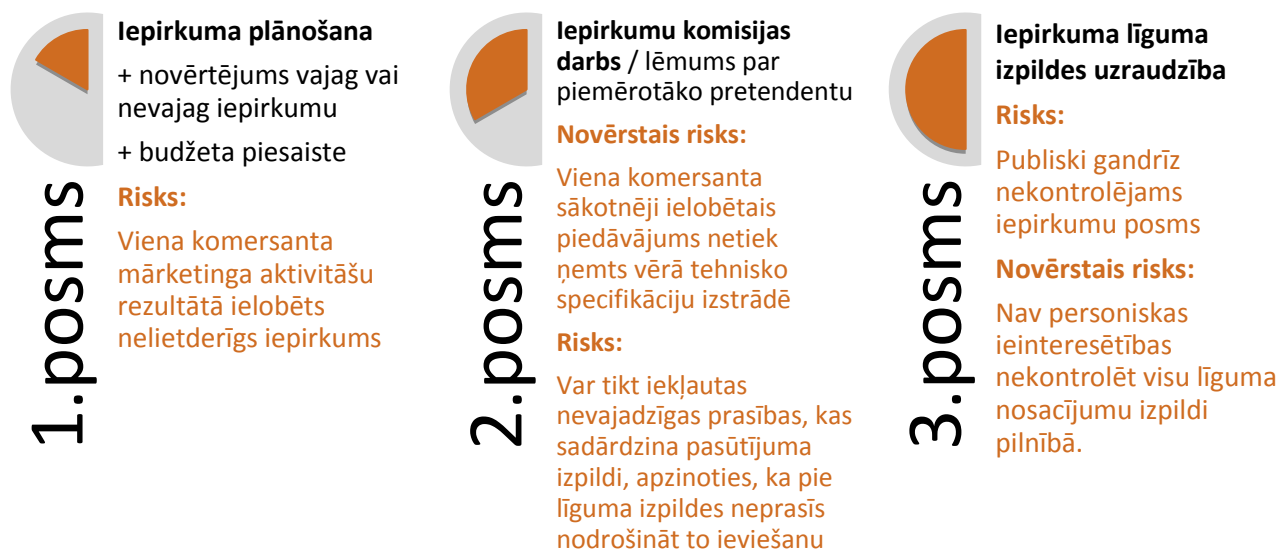 1.posms
Iepirkuma plānošana
+ novērtējums vajag vai
nevajag iepirkumu
+ budžeta piesaiste
Risks:
Viena komersanta
mārketinga aktivitāšu
rezultātā ielobēts
nelietderīgs iepirkums
2.posms
Iepirkumu komisijas
darbs / lēmums par
piemērotāko pretendentu
Novērstais risks:
Viena komersanta
sākotnēji ielobētais
piedāvājums netiek
ņemts vērā tehnisko
specifikāciju izstrādē
Risks:
Var tikt iekļautas
nevajadzīgas prasības, kas
sadārdzina pasūtījuma
izpildi, apzinoties, ka pie
līguma izpildes neprasīs
nodrošināt to ieviešanu
3.posms
Iepirkuma līguma
izpildes uzraudzība
Risks:
Publiski gandrīz
nekontrolējams
iepirkumu posms
Novērstais risks:
Nav personiskas
ieinteresētības
nekontrolēt visu līguma
nosacījumu izpildi
pilnībā.